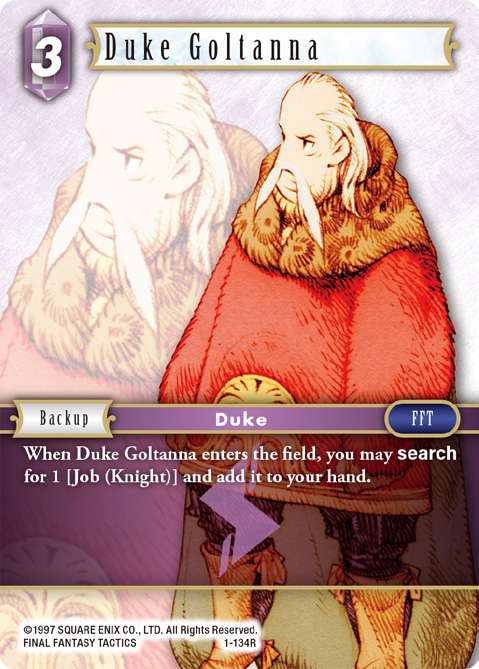 3
Duke Goltanna
Backup
Duke
FFT
When Duke Goltanna enters the field, you may search
for 1 [Job (Knight)] and add it to your hand.
©1997 SQUARE ENIX CO., LTD. All Rights Reserved.
FINAL FANTASY TACTICS
1-134R